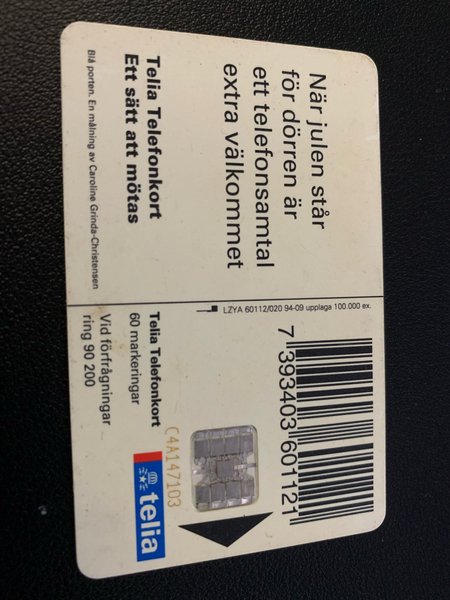 När julen står
för dörren är
ett telefonsamtal
extra välkommet
Telia Telefonkort
Ett sätt att mötas
Blå porten. En målning av Caroline Grinda-Christensen
LZYA 60112/020 94-09 upplaga 100.000 ex.
7 393403 601121
C4A147103
Telia Telefonkort
60 markeringar
Vid förfrågningar
ring 90 200
telia